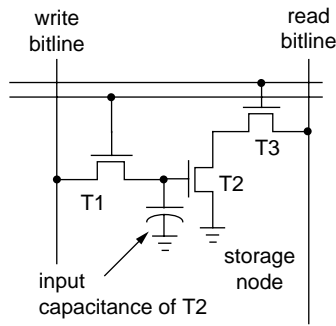 write
bitline
read
bitline
T3
T2
T1
storage
node
input
capacitance of T2